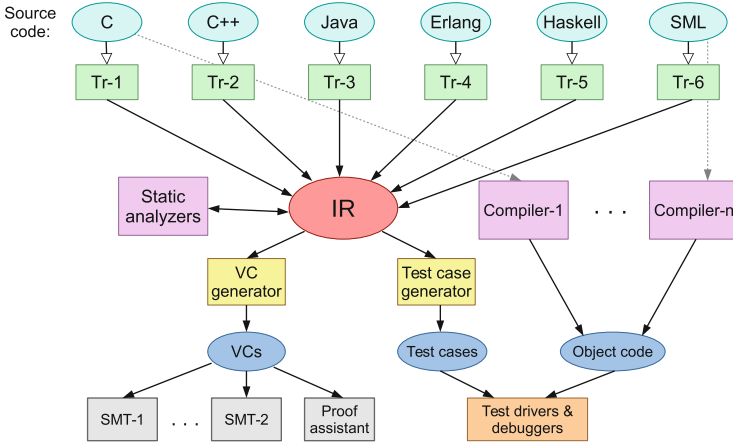 Source
code:
C
C++
Java
Erlang
Haskell
SML
Tr-1
Tr-2
Tr-3
Tr-4
Tr-5
Tr-6
Static
analyzers
IR
Compiler-1
. . .
Compiler-n
VC
generator
Test case
generator
VCs
Test cases
Object code
SMT-1
. . .
SMT-2
Proof
assistant
Test drivers &
debuggers